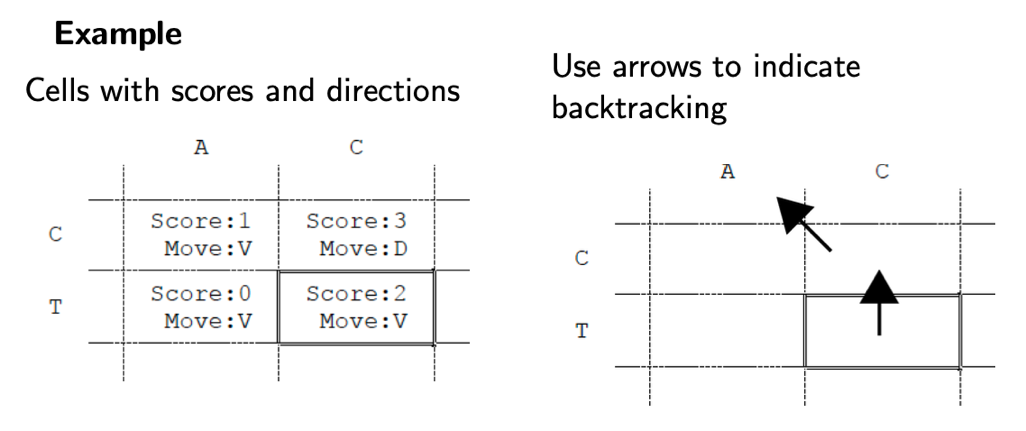 Example
Cells with scores and directions
A C
C Score:1 Score:3
Move:V Move:D
T Score:0 Score:2
Move:V Move:V
Use arrows to indicate
backtracking
A C
C
T